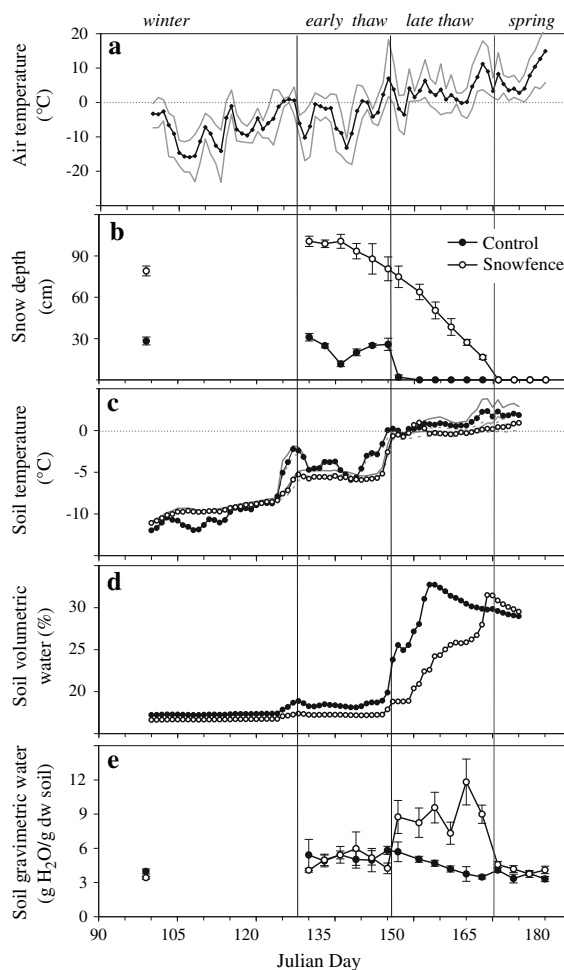 winter early thaw late thaw spring
a
Air temperature
(°C)
20
10
0
-10
-20
b
Snow depth
(cm)
90
60
30
Control
Snowfence
c
Soil temperature
(°C)
0
-5
-10
d
Soil volumetric
water (%)
30
25
20
e
Soil gravimetric water
(g H₂O/g dw soil)
12
9
6
3
0
90 105 120 135 150 165 180
Julian Day